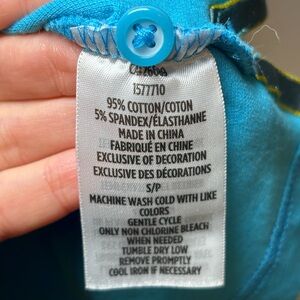 1577710
95% COTTON/COTON
5% SPANDEX/ÉLASTHANNE
MADE IN CHINA
FABRIQUÉ EN CHINE
EXCLUSIVE OF DECORATION
EXCLUSIVE DES DÉCORATIONS
S/P
MACHINE WASH COLD WITH LIKE
COLORS
GENTLE CYCLE
ONLY NON CHLORINE BLEACH
WHEN NEEDED
TUMBLE DRY LOW
REMOVE PROMPTLY
COOL IRON IF NECESSARY